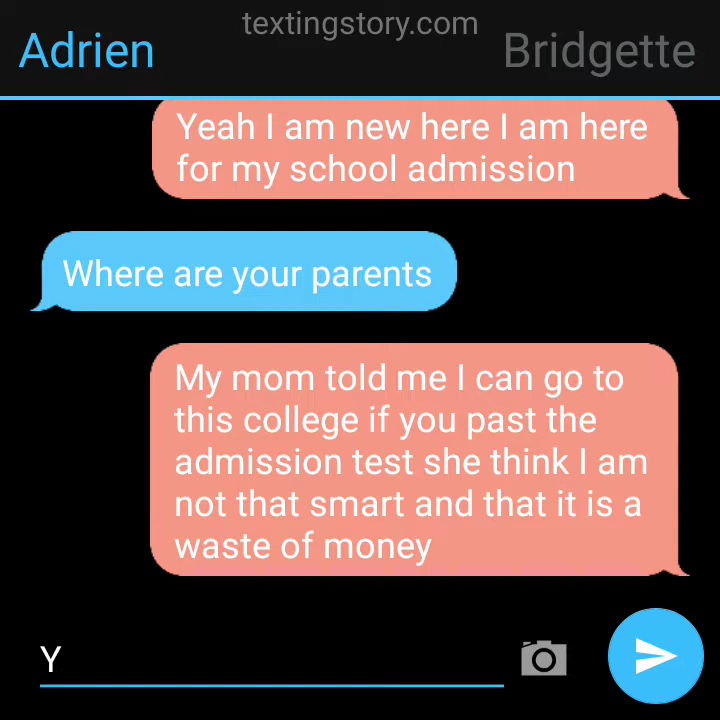 textingstory.com
Adrien
Bridgette
Yeah I am new here I am here
for my school admission
Where are your parents
My mom told me I can go to
this college if you past the
admission test she think I am
not that smart and that it is a
waste of money
Y